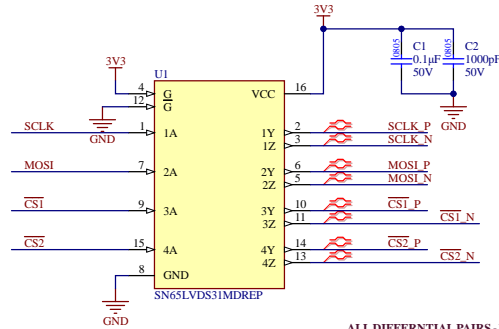 3V3
0805
C1
0.1µF
50V
0805
C2
1000pF
50V
GND
3V3
U1
4 G
12 G
VCC 16
GND
SCLK 1 1A
1Y 2 SCLK_P
1Z 3 SCLK_N
MOSI 7 2A
2Y 6 MOSI_P
2Z 5 MOSI_N
CS1 9 3A
3Y 10 CS1_P
3Z 11 CS1_N
CS2 15 4A
4Y 14 CS2_P
4Z 13 CS2_N
8 GND
SN65LVDS31MDREP
GND
ALL DIFFERNTIAL PAIRS